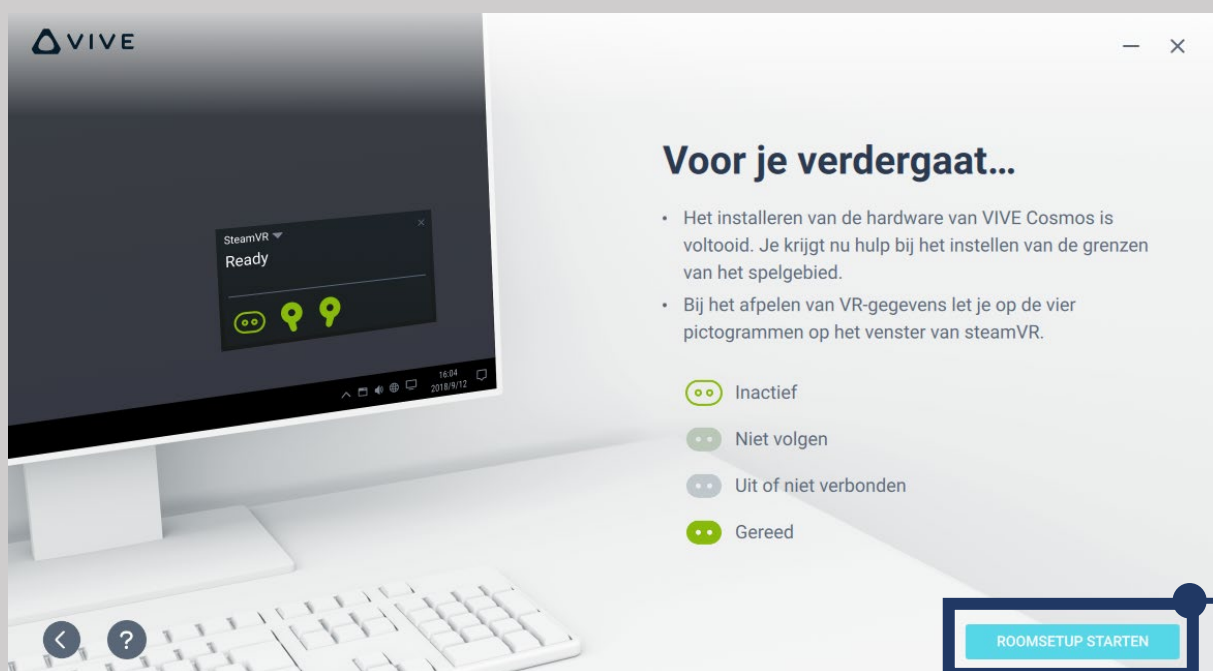 VIVE
SteamVR
Ready
16:04
2018/9/12
Voor je verdergaat...
• Het installeren van de hardware van VIVE Cosmos is
voltooid. Je krijgt nu hulp bij het instellen van de grenzen
van het spelgebied.
• Bij het afpelen van VR-gegevens let je op de vier
pictogrammen op het venster van steamVR.
Inactief
Niet volgen
Uit of niet verbonden
Gereed
?
ROOMSETUP STARTEN